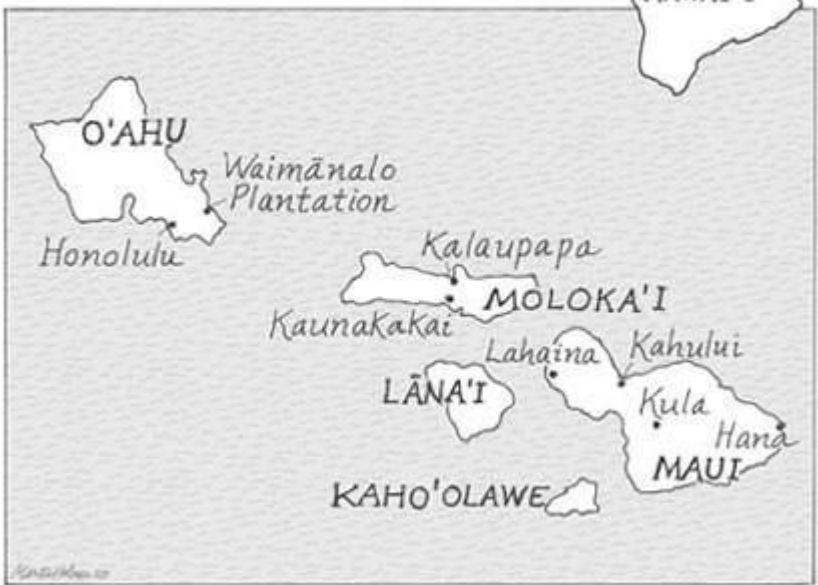 O'AHU
Waimānalo
Plantation
Honolulu
Kalaupapa
MOLOKA'I
Kaunakakai
Lahaina
Kahului
LĀNA'I
Kula
Hana
MAUI
KAHO'OLAWE